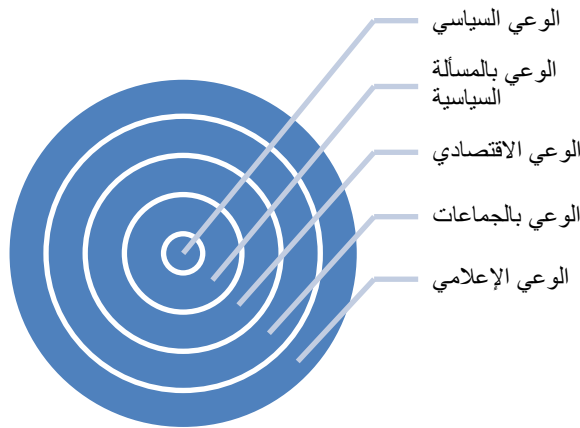 الوعي السياسي
الوعي بالمسألة
السياسية
الوعي الاقتصادي
الوعي بالجماعات
الوعي الإعلامي